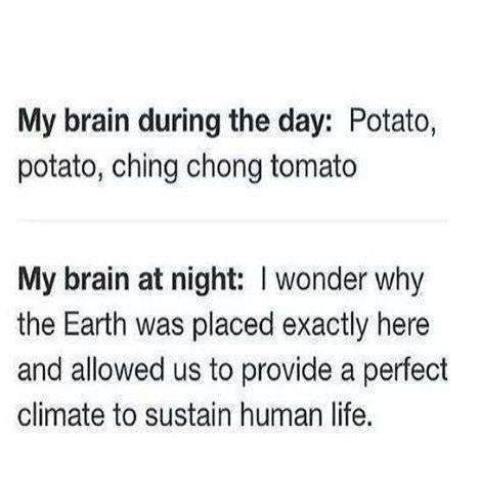 My brain during the day: Potato,
potato, ching chong tomato
My brain at night: I wonder why
the Earth was placed exactly here
and allowed us to provide a perfect
climate to sustain human life.